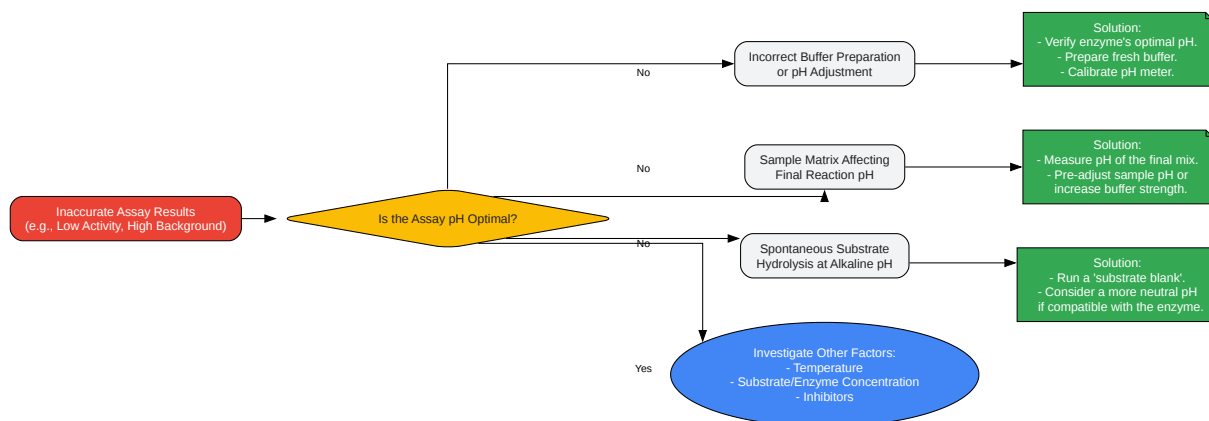 Inaccurate Assay Results
(e.g., Low Activity, High Background)
Is the Assay pH Optimal?
No
Incorrect Buffer Preparation
or pH Adjustment
Solution:
- Verify enzyme's optimal pH.
- Prepare fresh buffer.
- Calibrate pH meter.
No
Sample Matrix Affecting
Final Reaction pH
Solution:
- Measure pH of the final mix.
- Pre-adjust sample pH or
increase buffer strength.
No
Spontaneous Substrate
Hydrolysis at Alkaline pH
Solution:
- Run a 'substrate blank'.
- Consider a more neutral pH
if compatible with the enzyme.
Yes
Investigate Other Factors:
- Temperature
- Substrate/Enzyme Concentration
- Inhibitors